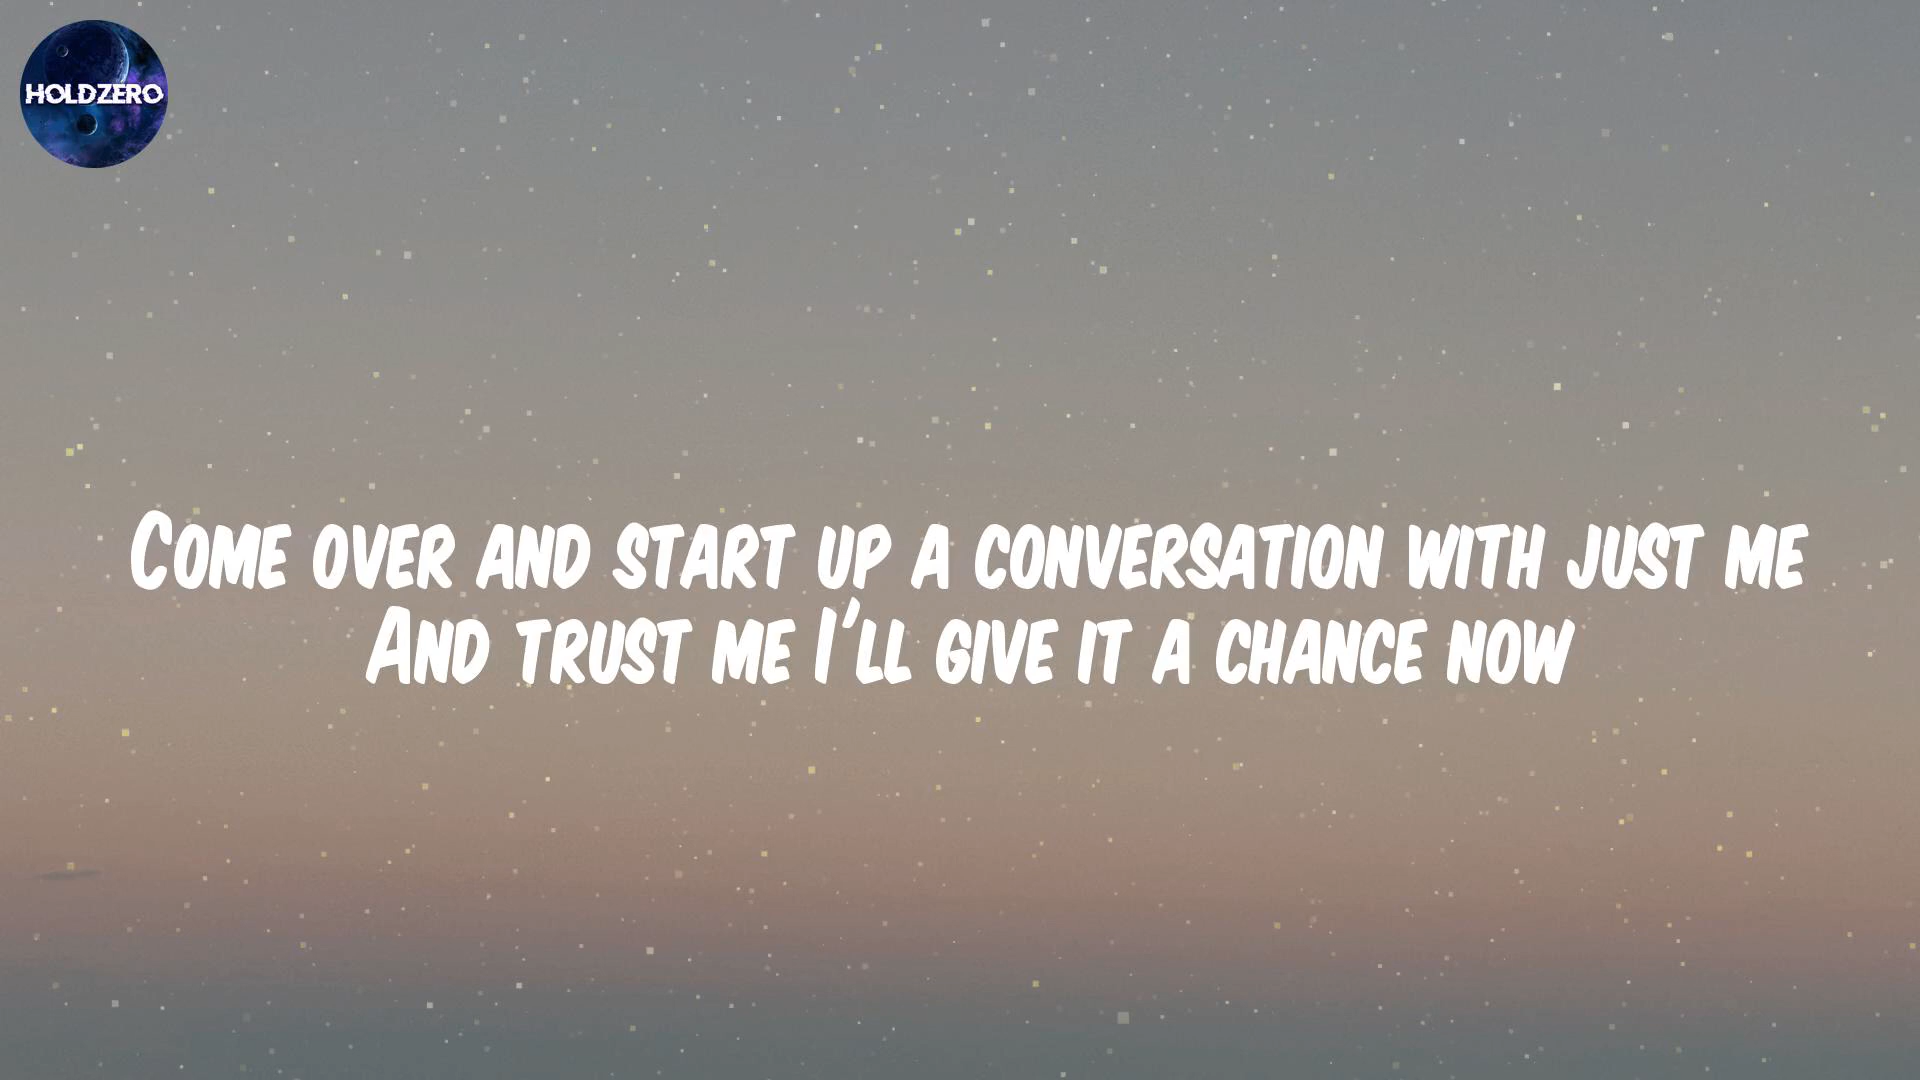 HOLDZERO
Come over and start up a conversation with just me
And trust me I'll give it a chance now